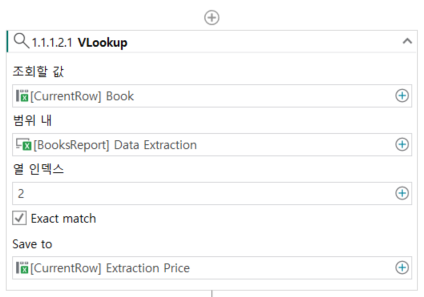 1.1.1.2.1 VLookup
조회할 값
[CurrentRow] Book
범위 내
[BooksReport] Data Extraction
열 인덱스
2
Exact match
Save to
[CurrentRow] Extraction Price